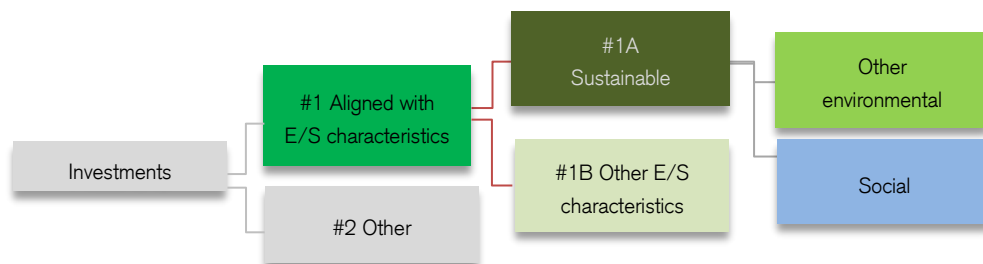 Investments
#1 Aligned with
E/S characteristics
#2 Other
#1A
Sustainable
#1B Other E/S
characteristics
Other
environmental
Social